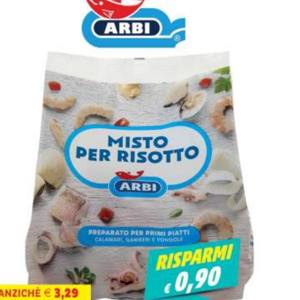 ARBI
MISTO
PER RISOTTO
ARBI
PREPARATO PER PRIMI PIATTI
CALAMARI, GAMBERI E VONGOLE
RISPARMI
€ 0,90
ANZICHÉ € 3,29